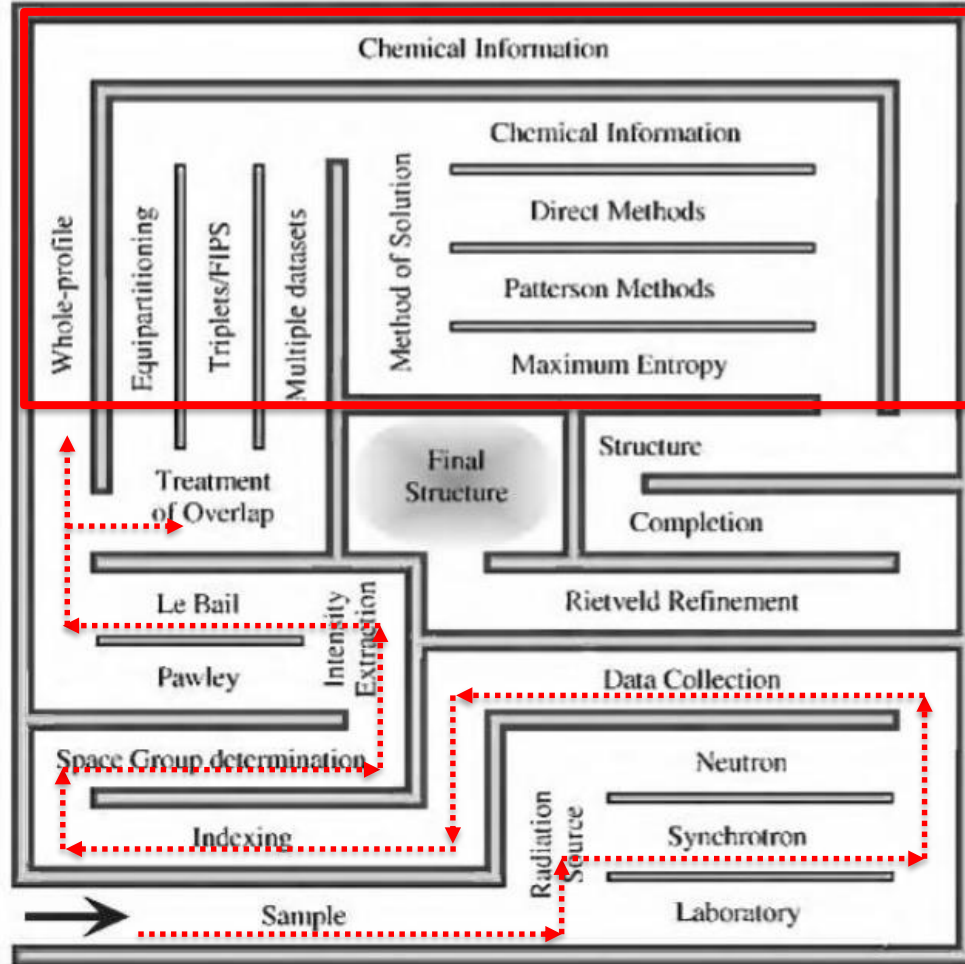 Chemical Information
Chemical Information
Direct Methods
Patterson Methods
Maximum Entropy
Method of Solution
Whole-profile
Equipartitioning
Triplets/FIPS
Multiple datasets
Treatment
of Overlap
Final
Structure
Structure
Completion
Rietveld Refinement
Le Bail
Pawley
Intensity
Extraction
Data Collection
Space Group determination
Neutron
Indexing
Synchrotron
Radiation
Source
Laboratory
Sample